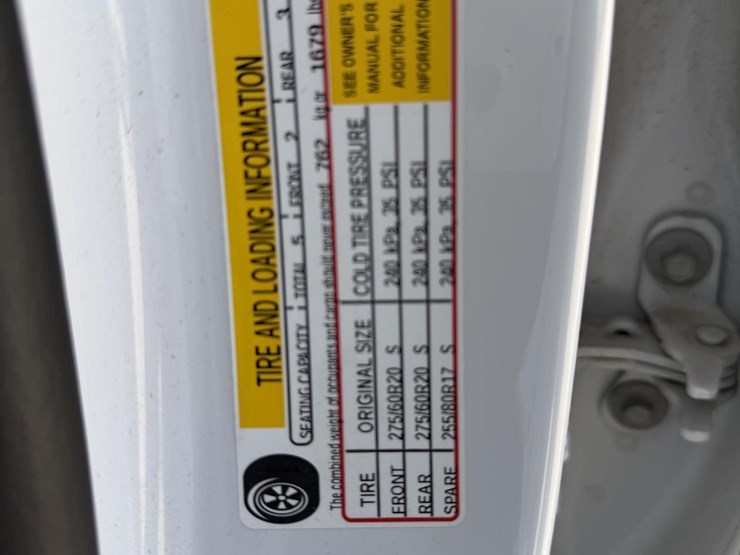 TIRE AND LOADING INFORMATION
SEATING CAPACITY TOTAL 5 FRONT 2 REAR 3
The combined weight of occupants and cargo should never exceed 762 kg or 1679 lbs
TIRE ORIGINAL SIZE COLD TIRE PRESSURE
FRONT 275/60R20 S 240 kPa, 35 PSI
REAR 275/60R20 S 240 kPa, 35 PSI
SPARE 255/80R17 S 240 kPa, 35 PSI
SEE OWNER'S
MANUAL FOR
ADDITIONAL
INFORMATION